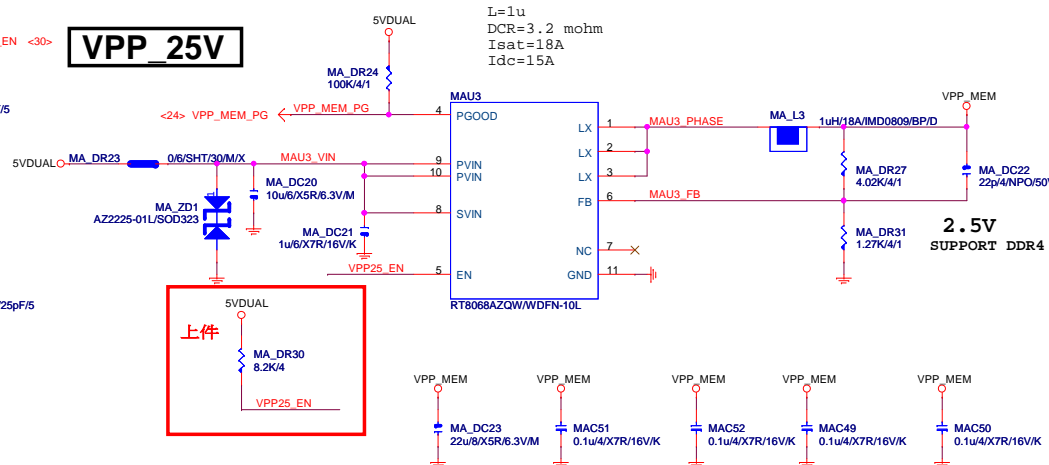 L=1u
DCR=3.2 mohm
Isat=18A
Idc=15A
_EN <30>
VPP_25V
5VDUAL
MA_DR24
100K/4/1
MAU3
<24> VPP_MEM_PG
VPP_MEM_PG
4
PGOOD
LX
1
MAU3_PHASE
MA_L3
1uH/18A/IMD0809/BP/D
VPP_MEM
/5
LX
2
5VDUAL
MA_DR23
0/6/SHT/30/M/X
MAU3_VIN
9
PVIN
10
PVIN
LX
3
MA_DR27
4.02K/4/1
MA_DC22
22p/4/NPO/50V
MA_DC20
10u/6/X5R/6.3V/M
FB
6
MAU3_FB
MA_ZD1
AZ2225-01L/SOD323
1
8
SVIN
MA_DC21
1u/6/X7R/16V/K
MA_DR31
1.27K/4/1
2.5V
SUPPORT DDR4
NC
7
VPP25_EN
5
EN
GND
11
RT8068AZQW/WDFN-10L
/25pF/5
5VDUAL
上件
MA_DR30
8.2K/4
VPP25_EN
VPP_MEM
VPP_MEM
VPP_MEM
VPP_MEM
VPP_MEM
MA_DC23
22u/8/X5R/6.3V/M
MAC51
0.1u/4/X7R/16V/K
MAC52
0.1u/4/X7R/16V/K
MAC49
0.1u/4/X7R/16V/K
MAC50
0.1u/4/X7R/16V/K